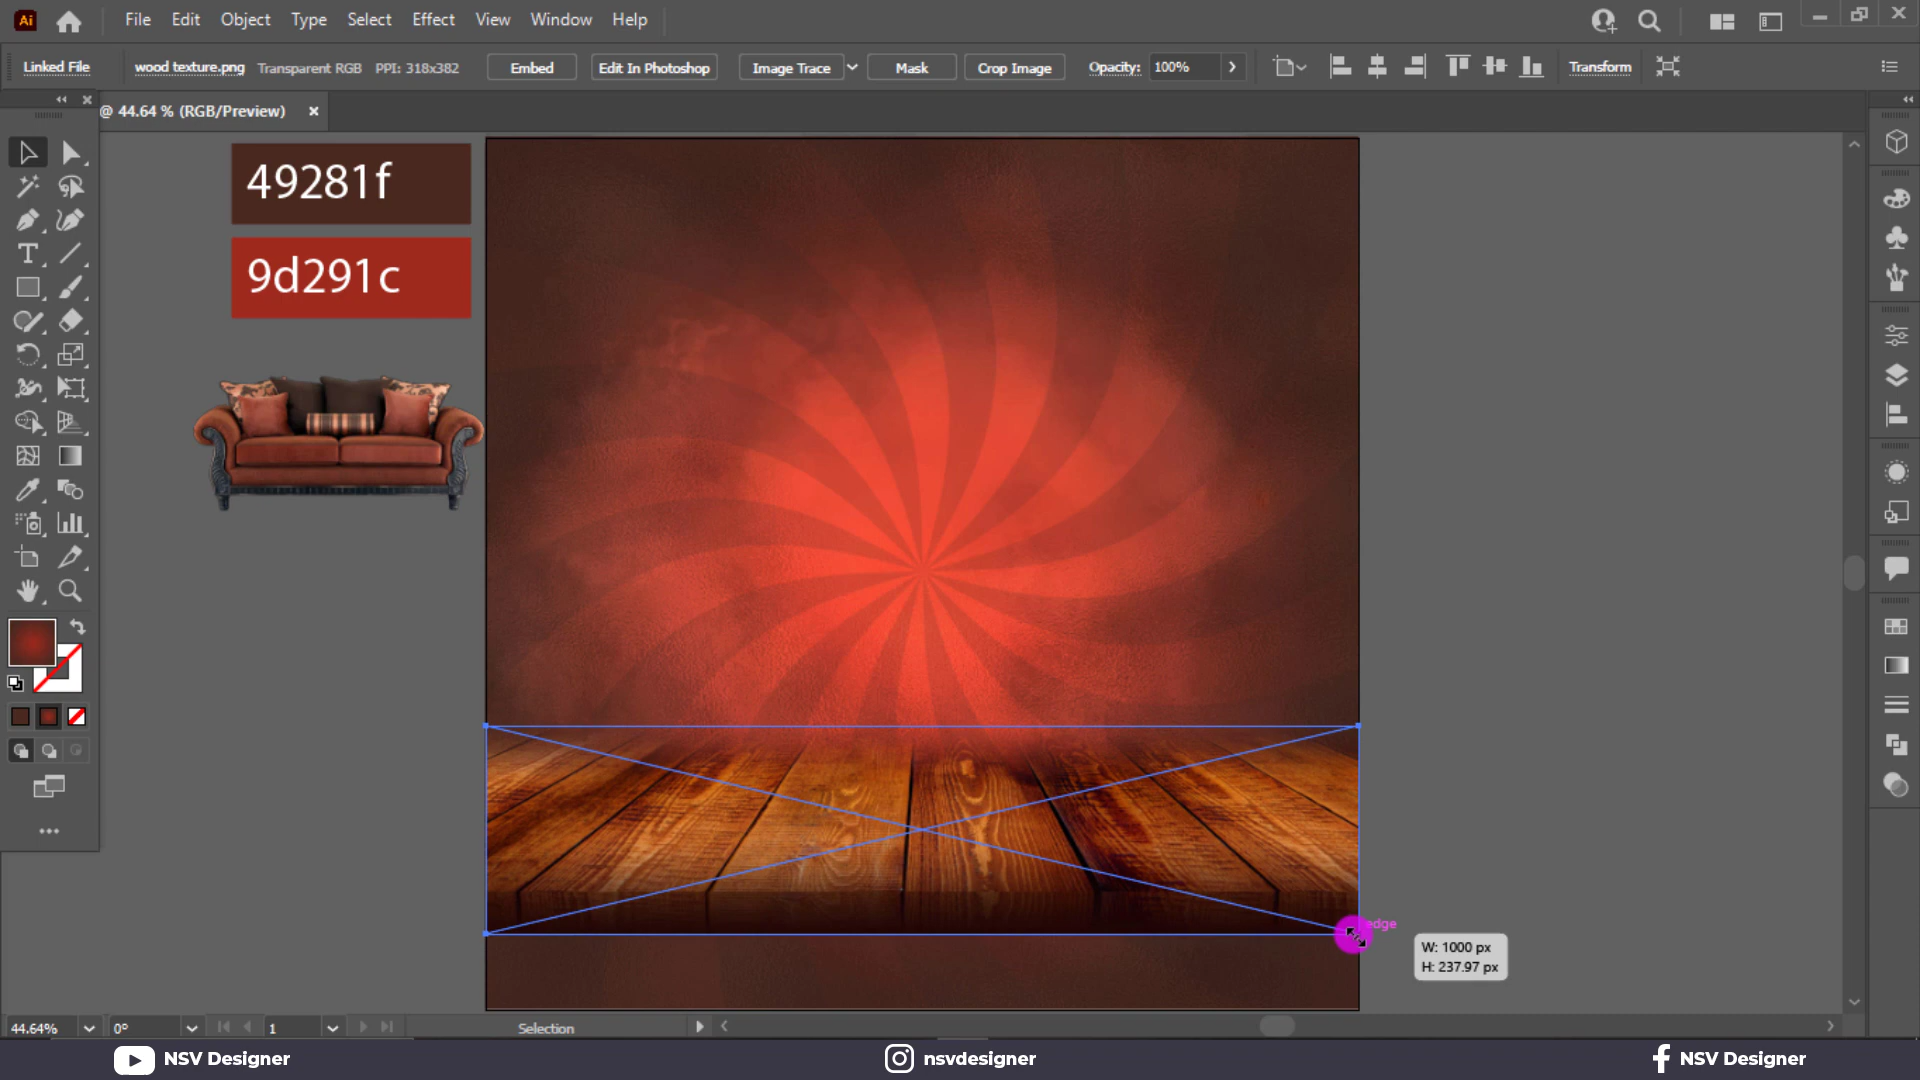 Ai File Edit Object Type Select Effect View Window Help
Linked File wood texture.png Transparent RGB PPI: 318x382 Embed Edit In Photoshop Image Trace Mask Crop Image Opacity: 100% Transform
@ 44.64 % (RGB/Preview)
49281f
9d291c
edge
W: 1000 px
H: 237.97 px
44.64% 0° 1 Selection
NSV Designer nsvdesigner NSV Designer